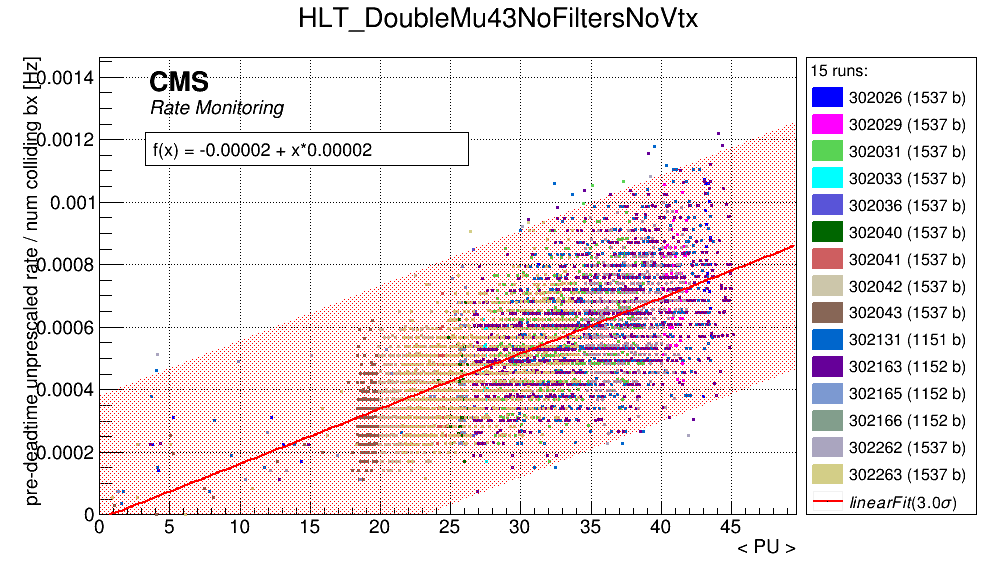 HLT_DoubleMu43NoFiltersNoVtx
pre-deadtime unprescaled rate / num colliding bx [Hz]
0.0014
0.0012
0.001
0.0008
0.0006
0.0004
0.0002
0
CMS
Rate Monitoring
f(x) = -0.00002 + x*0.00002
0 5 10 15 20 25 30 35 40 45
< PU >
15 runs:
302026 (1537 b)
302029 (1537 b)
302031 (1537 b)
302033 (1537 b)
302036 (1537 b)
302040 (1537 b)
302041 (1537 b)
302042 (1537 b)
302043 (1537 b)
302131 (1151 b)
302163 (1152 b)
302165 (1152 b)
302166 (1152 b)
302262 (1537 b)
302263 (1537 b)
linearFit(3.0σ)